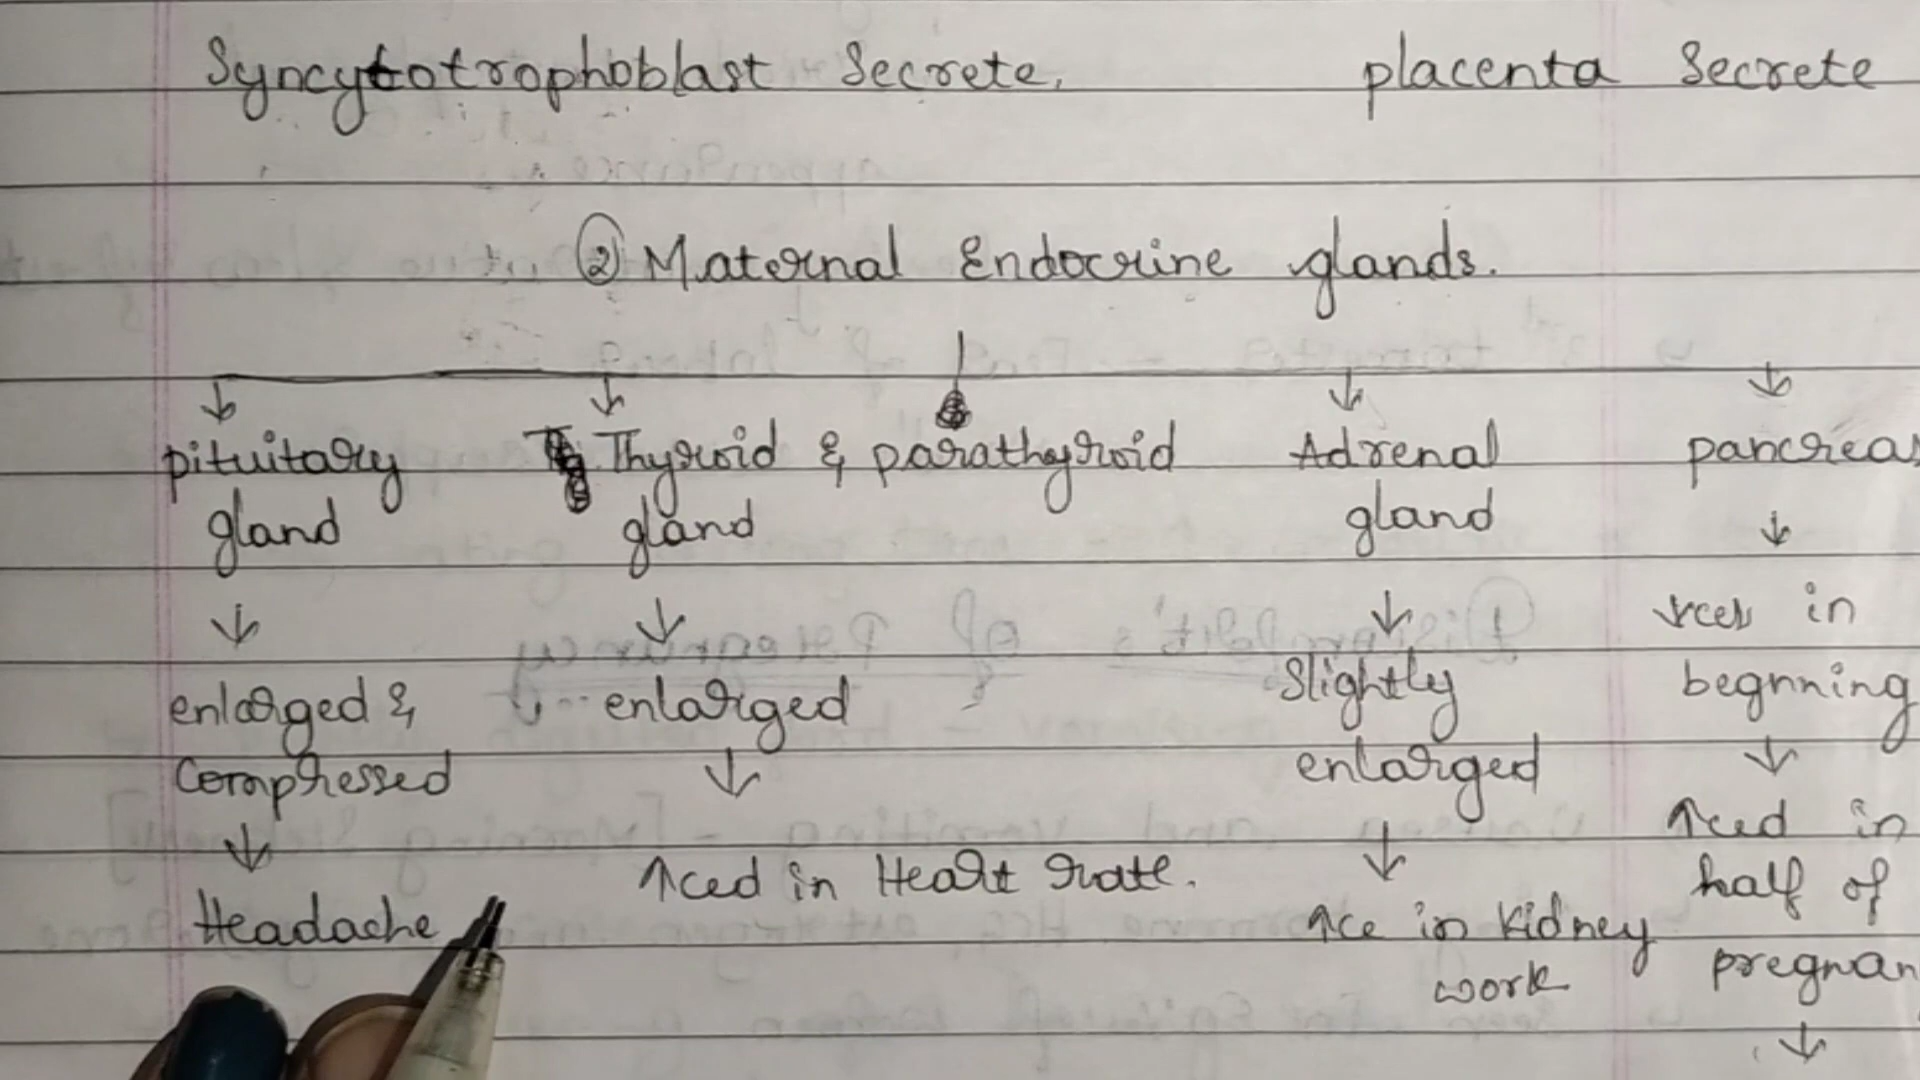 Syncytotrophoblast Secrete. placenta Secrete
② Maternal Endocrine glands.
↓ ↓ ↓ ↓
pituitary Thyroid & parathyroid Adrenal pancreas
gland gland gland ↓
↓ ↓ ↓ ↓ces in
enlarged & enlarged Slightly begnning
Compressed ↓ enlarged ↓
↓ ↑ced in Heart rate. ↓ ↑ced in
Headache ↑ce in Kidney half of
work pregnan
↓